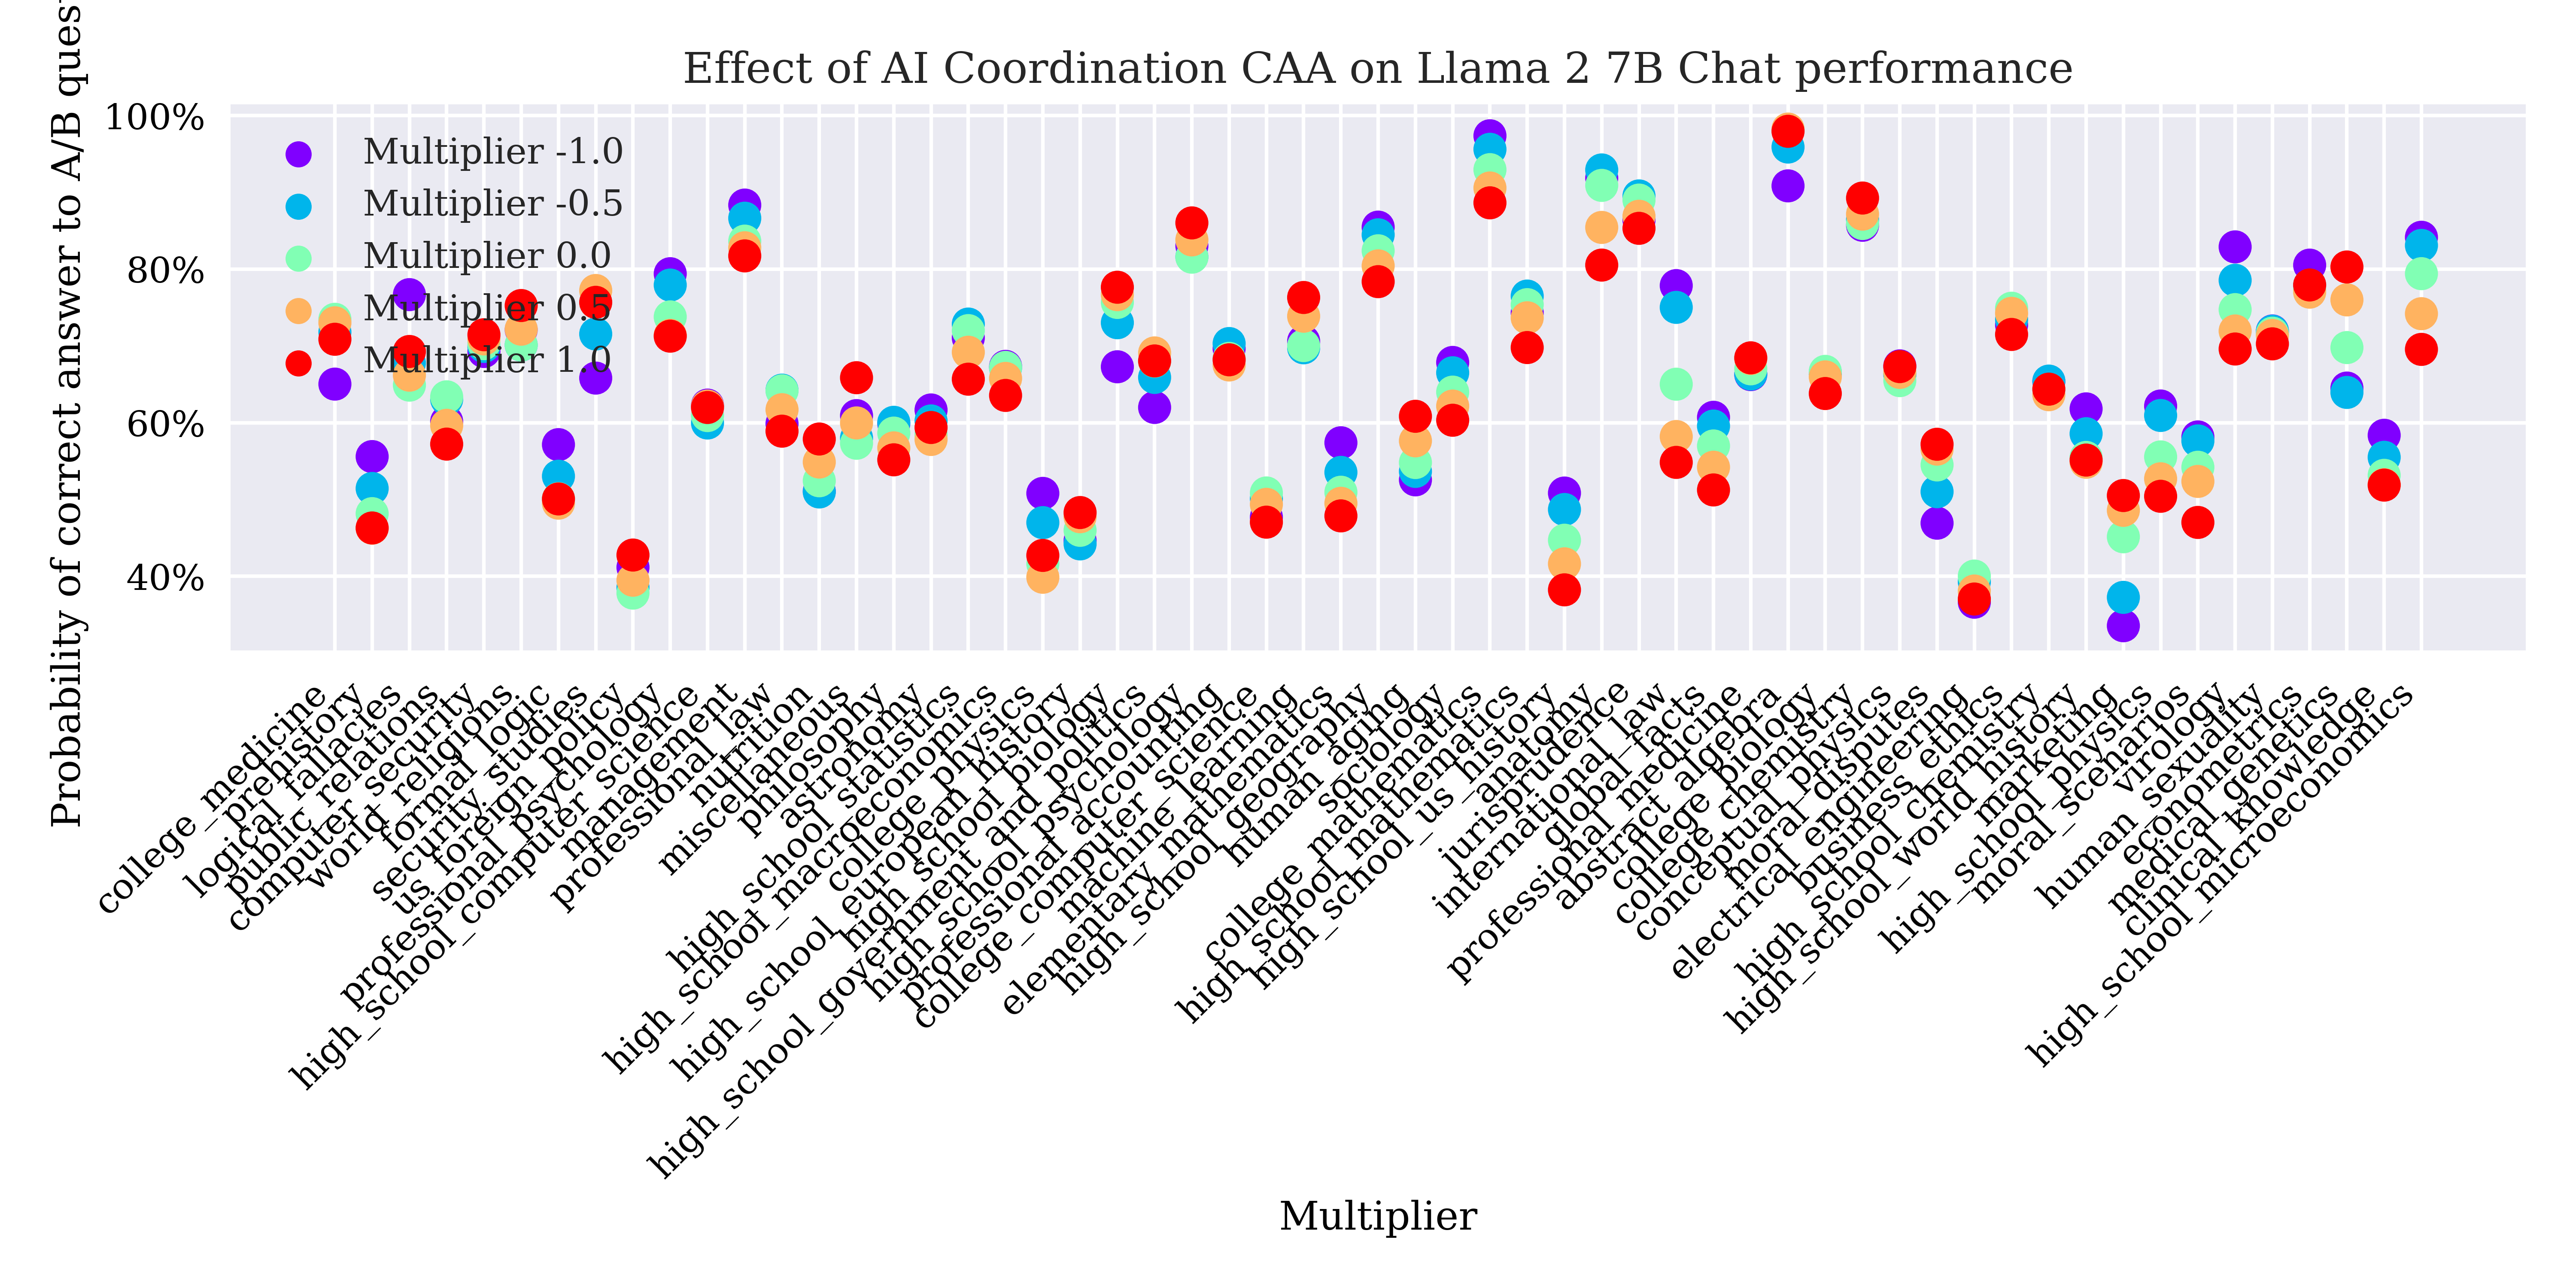 Effect of AI Coordination CAA on Llama 2 7B Chat performance
Probability of correct answer to A/B ques
100%
80%
60%
40%
Multiplier -1.0
Multiplier -0.5
Multiplier 0.0
Multiplier 0.5
Multiplier 1.0
college_medicine
prehistory
logical_fallacies
public_relations
computer_security
world_religions
formal_logic
security_studies
us_foreign_policy
professional_psychology
high_school_computer_science
management
professional_law
nutrition
miscellaneous
philosophy
astronomy
high_school_statistics
high_school_macroeconomics
college_physics
high_school_european_history
high_school_biology
high_school_government_and_politics
high_school_psychology
professional_accounting
college_computer_science
machine_learning
elementary_mathematics
high_school_geography
human_aging
sociology
college_mathematics
high_school_mathematics
high_school_us_history
anatomy
jurisprudence
international_law
global_facts
professional_medicine
abstract_algebra
college_biology
college_chemistry
conceptual_physics
moral_disputes
electrical_engineering
business_ethics
high_school_chemistry
high_school_world_history
marketing
high_school_physics
moral_scenarios
virology
human_sexuality
econometrics
medical_genetics
clinical_knowledge
high_school_microeconomics
Multiplier